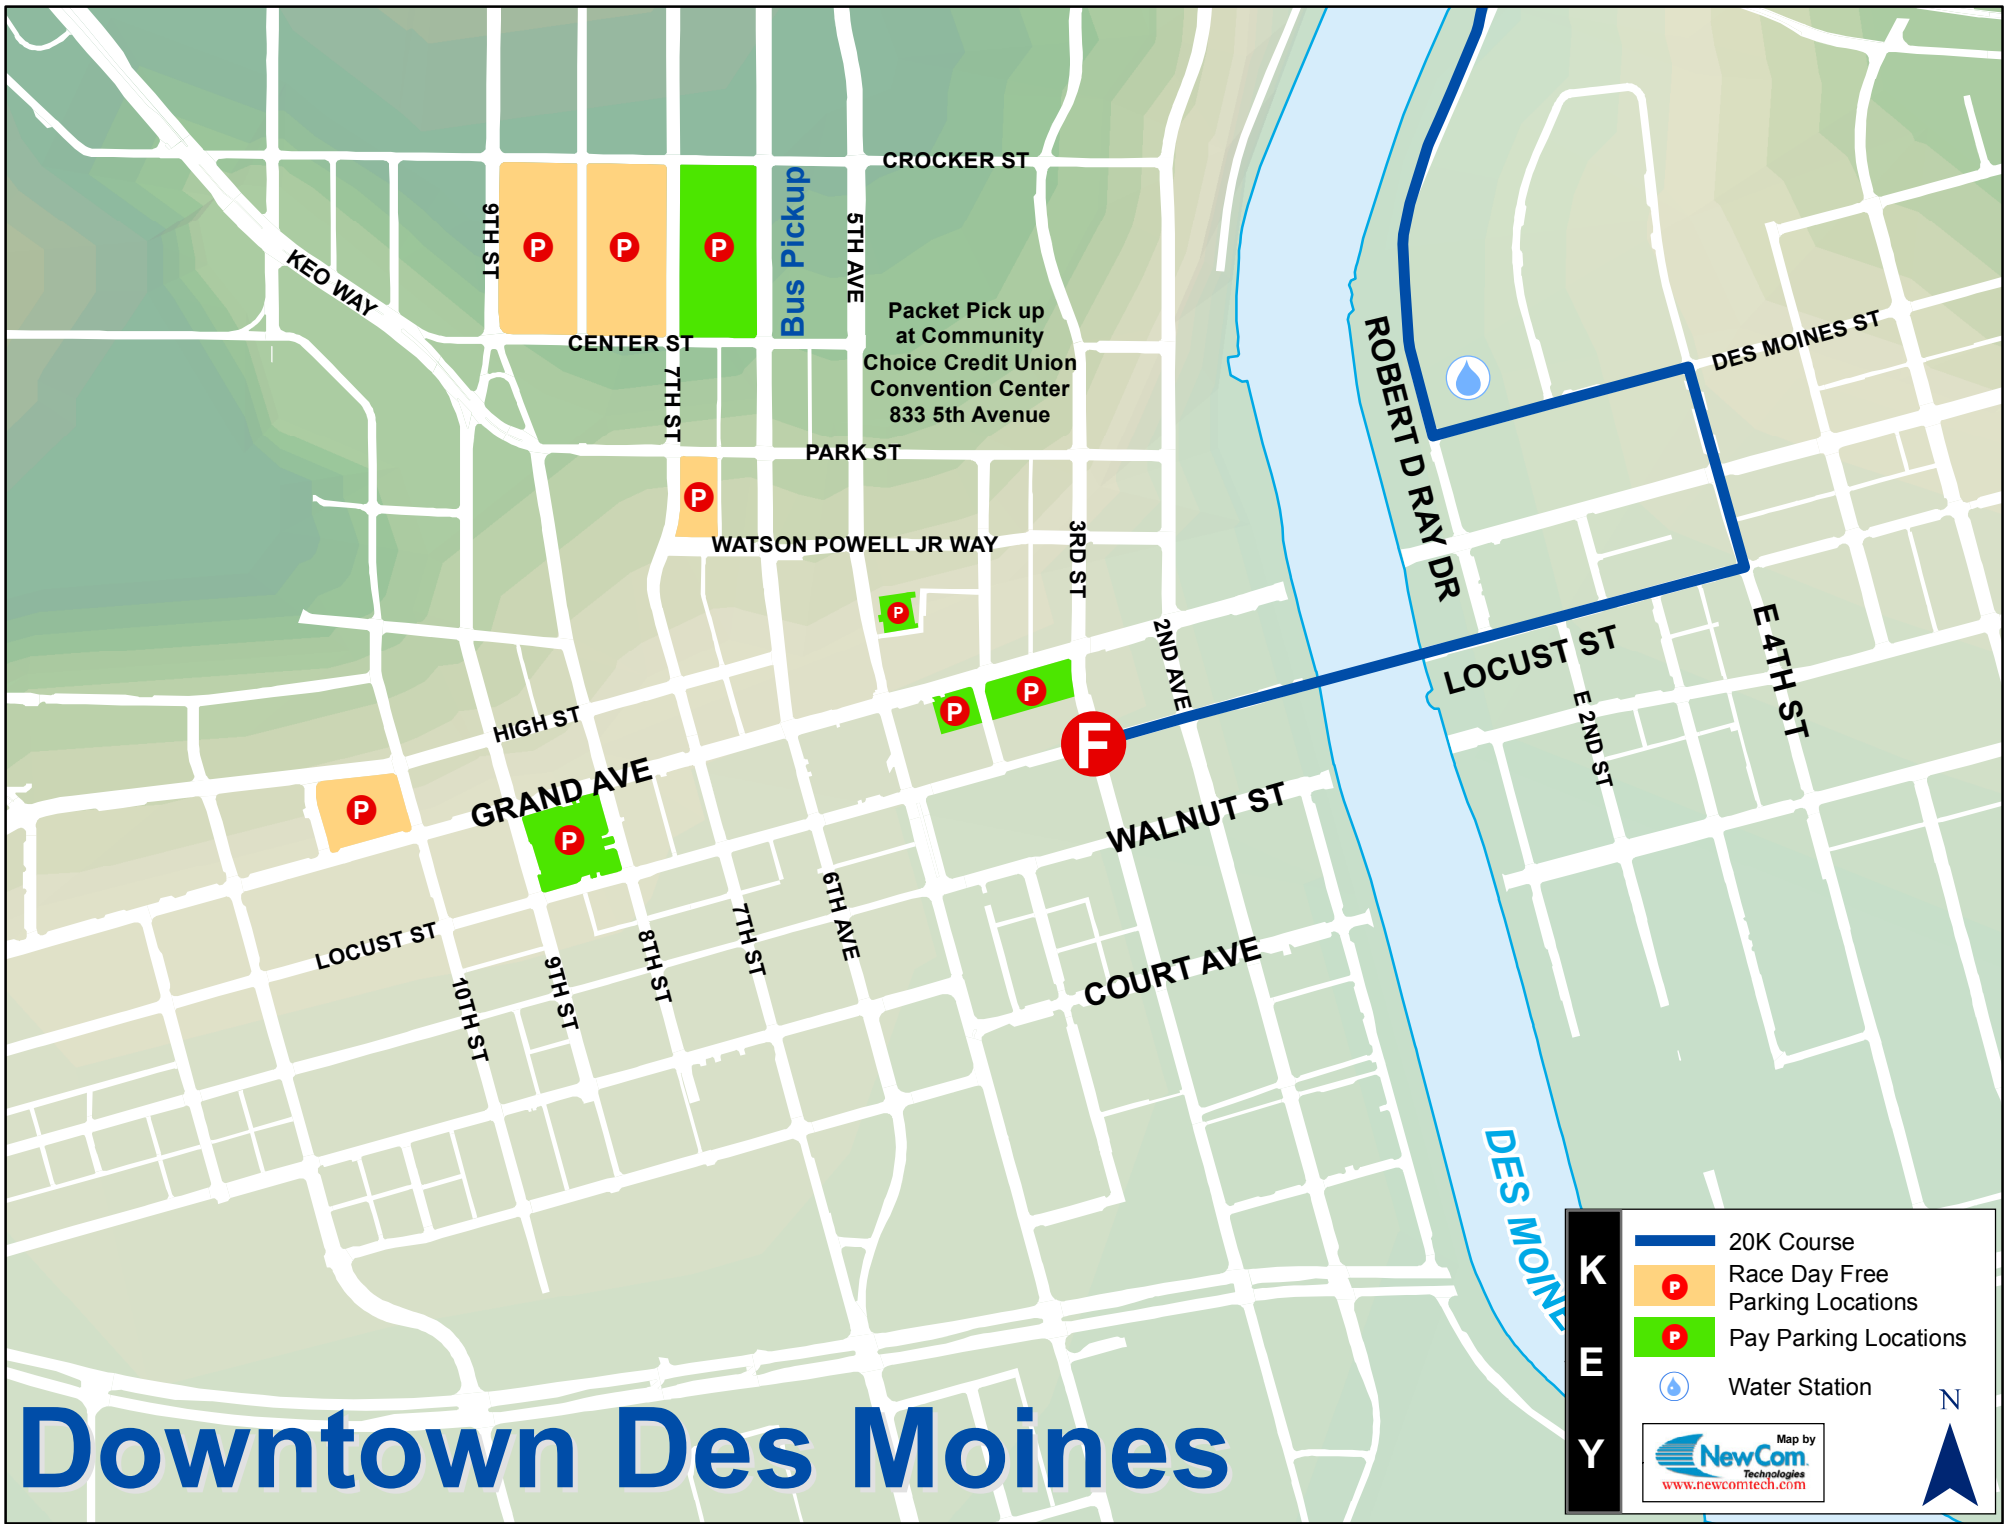 CROCKER ST
9TH ST
P
P
P
Bus Pickup
5TH AVE
KEO WAY
Packet Pick up
at Community
Choice Credit Union
Convention Center
833 5th Avenue
CENTER ST
7TH ST
ROBERT D RAY DR
DES MOINES ST
PARK ST
P
WATSON POWELL JR WAY
3RD ST
P
2ND AVE
E 4TH ST
LOCUST ST
P
P
E 2ND ST
HIGH ST
F
GRAND AVE
P
P
WALNUT ST
LOCUST ST
6TH AVE
7TH ST
8TH ST
9TH ST
10TH ST
COURT AVE
DES MOINE
KEY
20K Course
P
Race Day Free
Parking Locations
P
Pay Parking Locations
Water Station
N
Map by
NewCom
Technologies
www.newcomtech.com
Downtown Des Moines